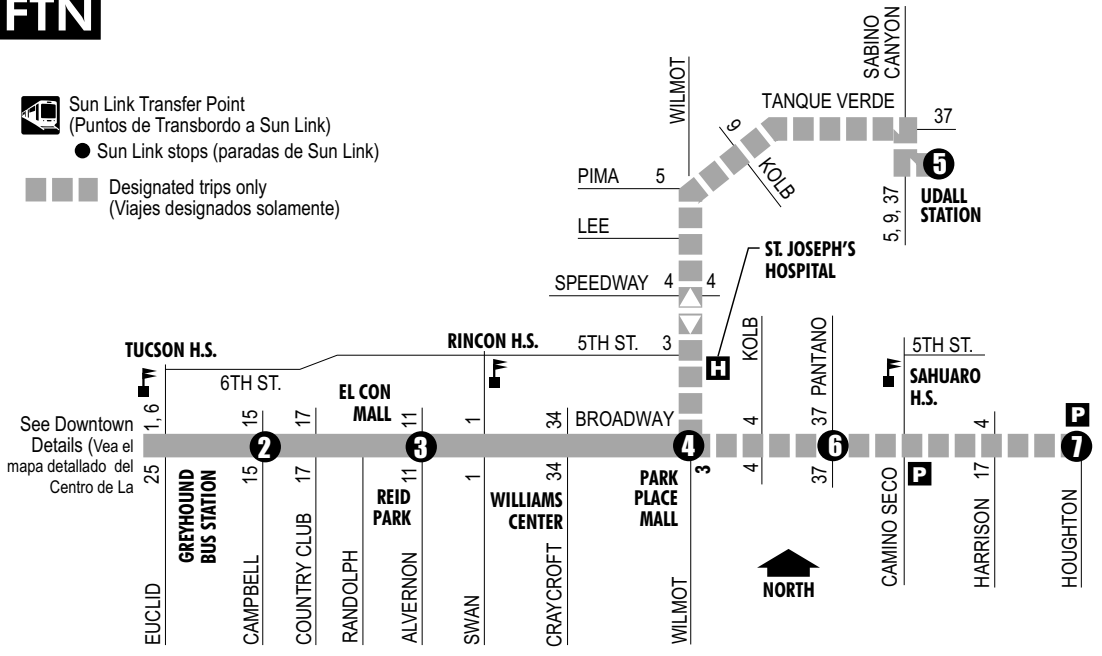 FTN
Sun Link Transfer Point
(Puntos de Transbordo a Sun Link)
Sun Link stops (paradas de Sun Link)
Designated trips only
(Viajes designados solamente)
SABINO
CANYON
WILMOT
TANQUE VERDE
37
9
KOLB
5
UDALL
STATION
5, 9, 37
PIMA 5
LEE
ST. JOSEPH'S
HOSPITAL
SPEEDWAY 4
4
TUCSON H.S.
RINCON H.S.
5TH ST. 3
H
KOLB
PANTANO
5TH ST.
SAHUARO
H.S.
6TH ST.
EL CON
MALL
See Downtown
Details (Vea el
mapa detallado del
Centro de La
1, 6
15
17
11
1
34
BROADWAY
4
37
4
P
2
3
4
6
7
25
15
17
11
1
34
3
4
37
P
17
GREYHOUND
BUS STATION
REID
PARK
WILLIAMS
CENTER
PARK
PLACE
MALL
EUCLID
CAMPBELL
COUNTRY CLUB
RANDOLPH
ALVERNON
SWAN
CRAYCROFT
WILMOT
NORTH
CAMINO SECO
HARRISON
HOUGHTON